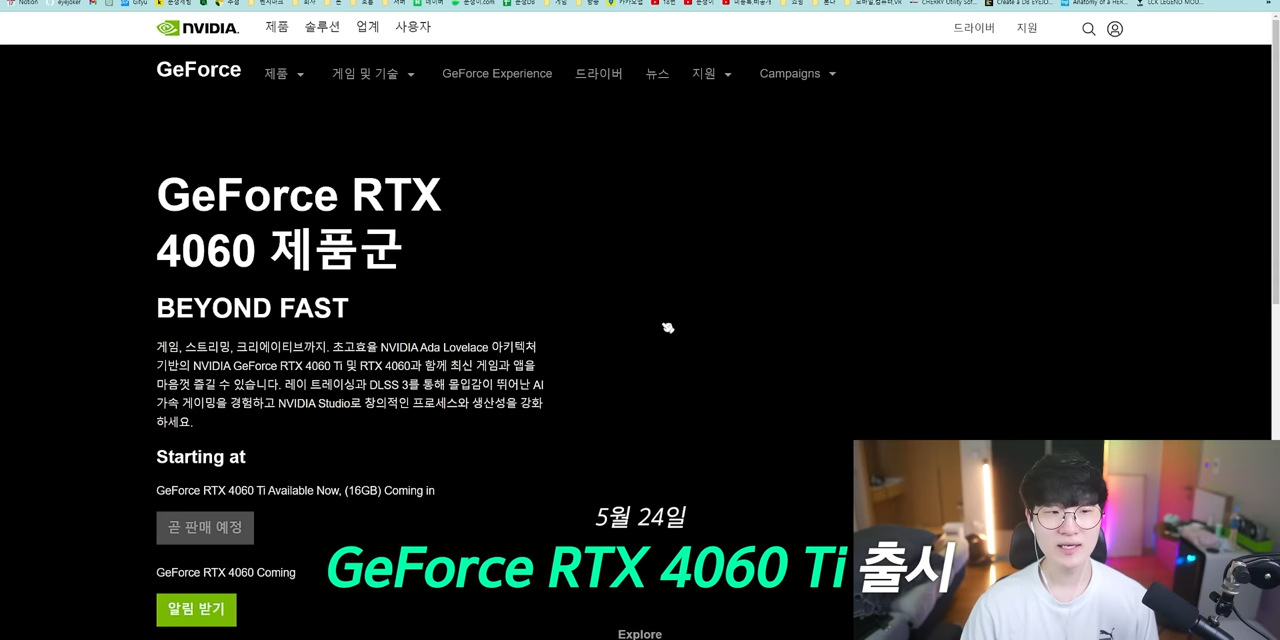 Notion
eyejoker
Gifyu
NVIDIA.
제품
솔루션
업계
사용자
드라이버
지원
GeForce
제품
게임 및 기술
GeForce Experience
드라이버
뉴스
지원
Campaigns
GeForce RTX
4060 제품군
BEYOND FAST
게임, 스트리밍, 크리에이티브까지. 초고효율 NVIDIA Ada Lovelace 아키텍처
기반의 NVIDIA GeForce RTX 4060 Ti 및 RTX 4060과 함께 최신 게임과 앱을
마음껏 즐길 수 있습니다. 레이 트레이싱과 DLSS 3를 통해 몰입감이 뛰어난 AI
가속 게이밍을 경험하고 NVIDIA Studio로 창의적인 프로세스와 생산성을 강화
하세요.
Starting at
GeForce RTX 4060 Ti Available Now, (16GB) Coming in
곧 판매 예정
GeForce RTX 4060 Coming
알림 받기
5월 24일
GeForce RTX 4060 Ti 출시
Explore